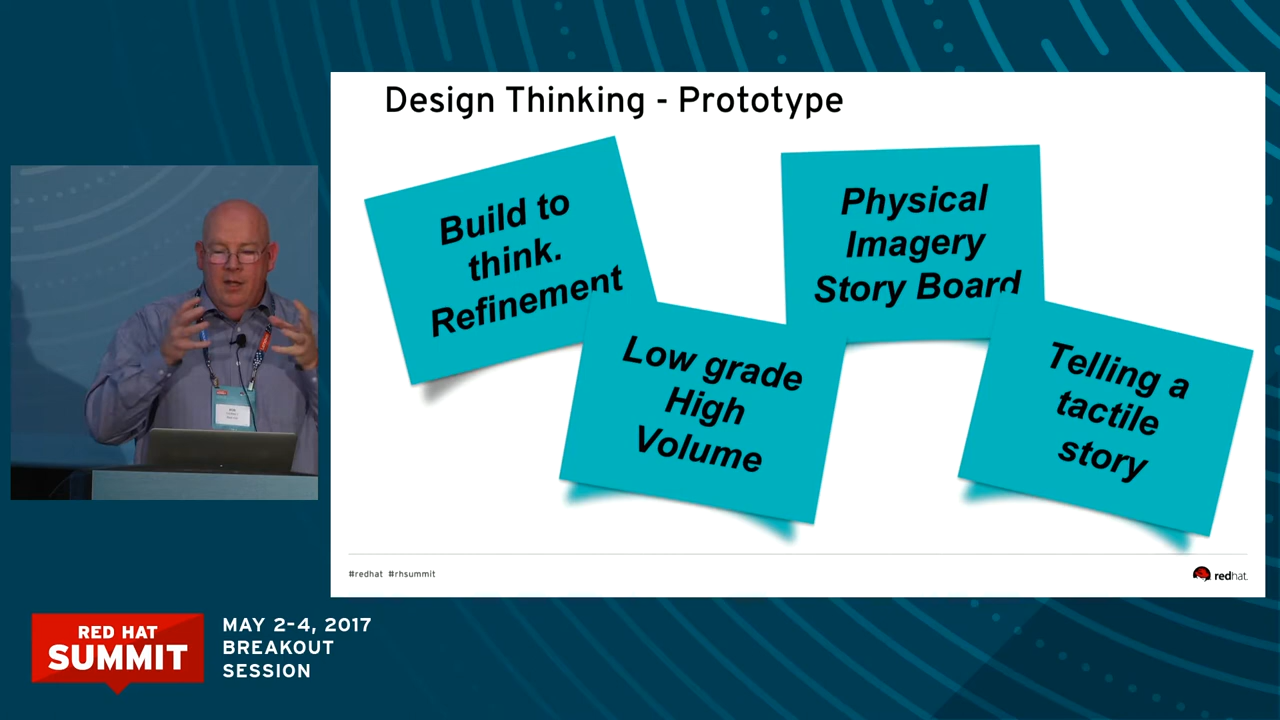 Design Thinking - Prototype
Build to
think.
Refinement
Low grade
High
Volume
Physical
Imagery
Story Board
Telling a
tactile
story
#redhat #rhsummit
redhat.
RED HAT
SUMMIT
MAY 2-4, 2017
BREAKOUT
SESSION